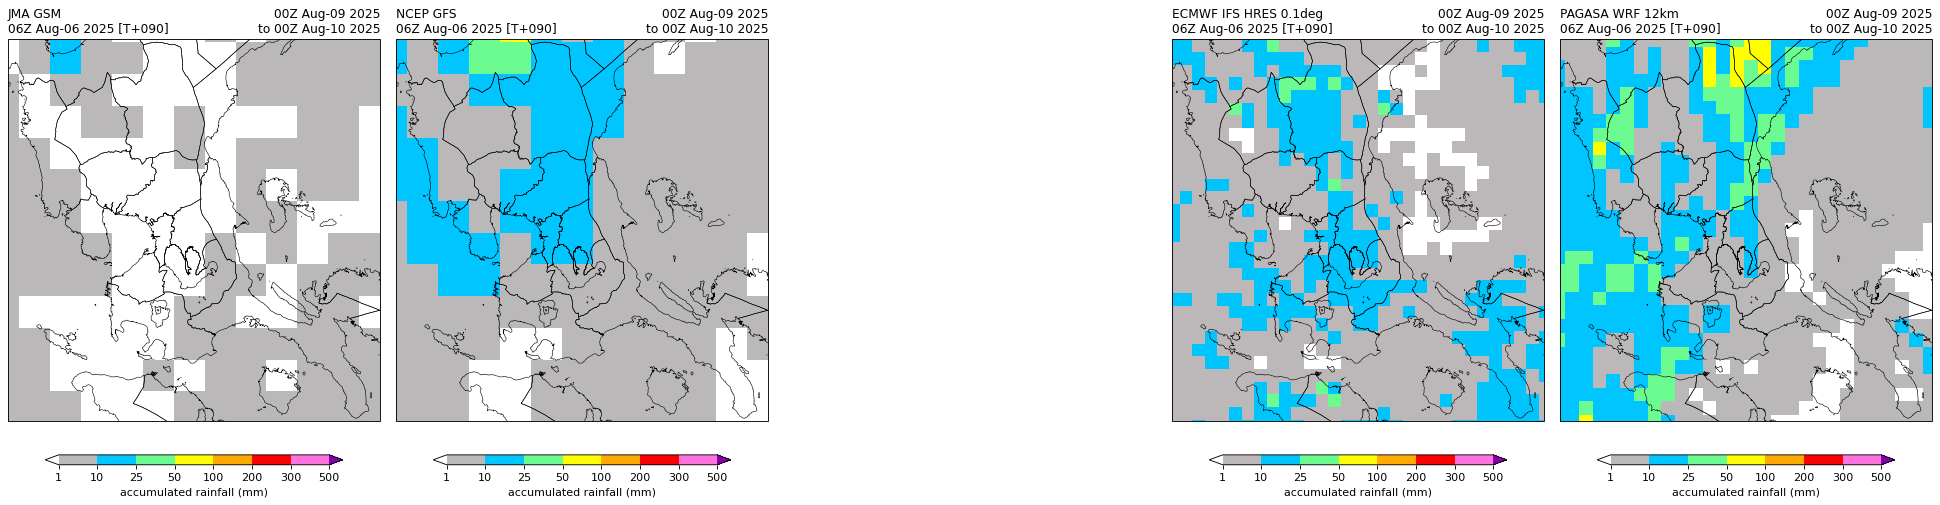 JMA GSM 00Z Aug-09 2025
06Z Aug-06 2025 [T+090] to 00Z Aug-10 2025
1 10 25 50 100 200 300 500
accumulated rainfall (mm)
NCEP GFS 00Z Aug-09 2025
06Z Aug-06 2025 [T+090] to 00Z Aug-10 2025
1 10 25 50 100 200 300 500
accumulated rainfall (mm)
ECMWF IFS HRES 0.1deg 00Z Aug-09 2025
06Z Aug-06 2025 [T+090] to 00Z Aug-10 2025
1 10 25 50 100 200 300 500
accumulated rainfall (mm)
PAGASA WRF 12km 00Z Aug-09 2025
06Z Aug-06 2025 [T+090] to 00Z Aug-10 2025
1 10 25 50 100 200 300 500
accumulated rainfall (mm)